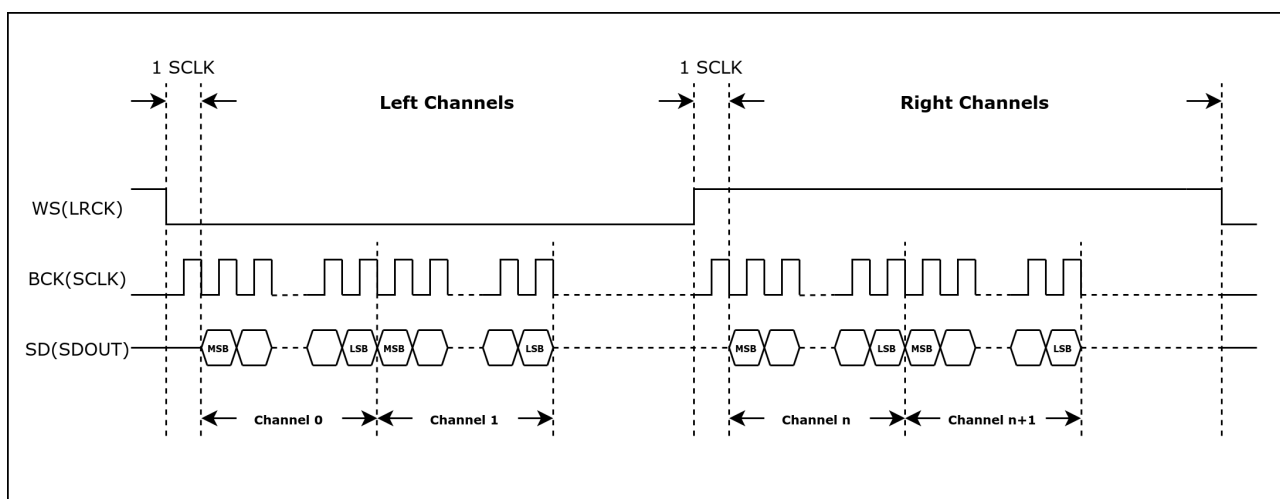 1 SCLK 1 SCLK
Left Channels Right Channels
WS(LRCK)
BCK(SCLK)
SD(SDOUT) MSB LSB MSB LSB MSB LSB MSB LSB
Channel 0 Channel 1 Channel n Channel n+1